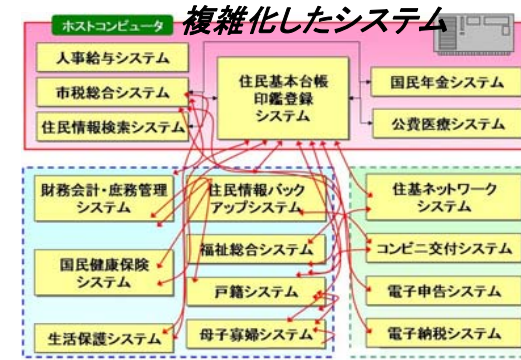 ホストコンピュータ
複雑化したシステム
人事給与システム
市税総合システム
住民情報検索システム
住民基本台帳
印鑑登録
システム
国民年金システム
公費医療システム
財務会計・庶務管理
システム
国民健康保険
システム
生活保護システム
住民情報バック
アップシステム
福祉総合システム
戸籍システム
母子寡婦システム
住基ネットワーク
システム
コンビニ交付システム
電子申告システム
電子納税システム